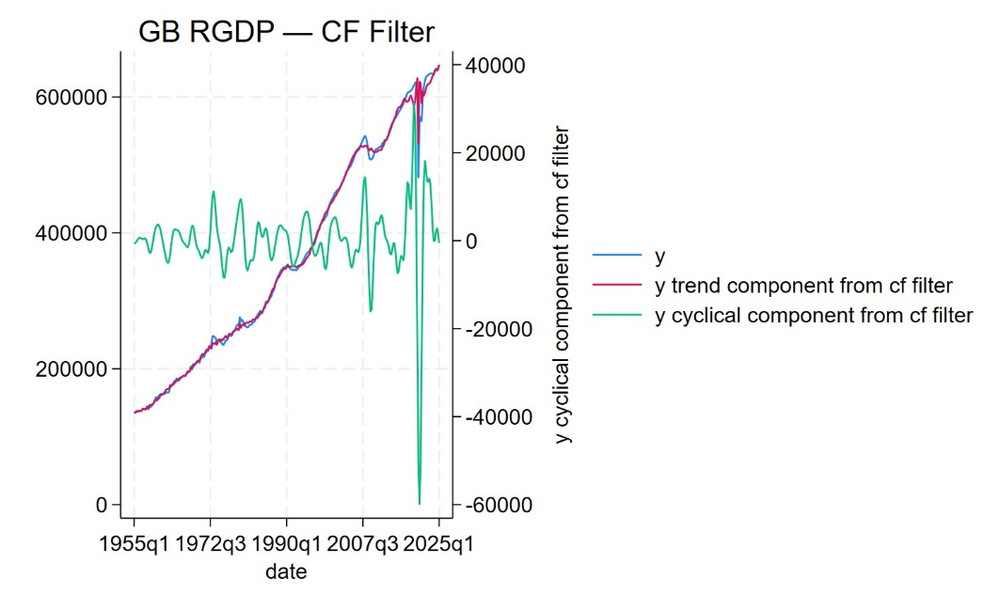 GB RGDP — CF Filter
600000
400000
200000
0
40000
20000
0
-20000
-40000
-60000
y cyclical component from cf filter
1955q1 1972q3 1990q1 2007q3 2025q1
date
y
y trend component from cf filter
y cyclical component from cf filter